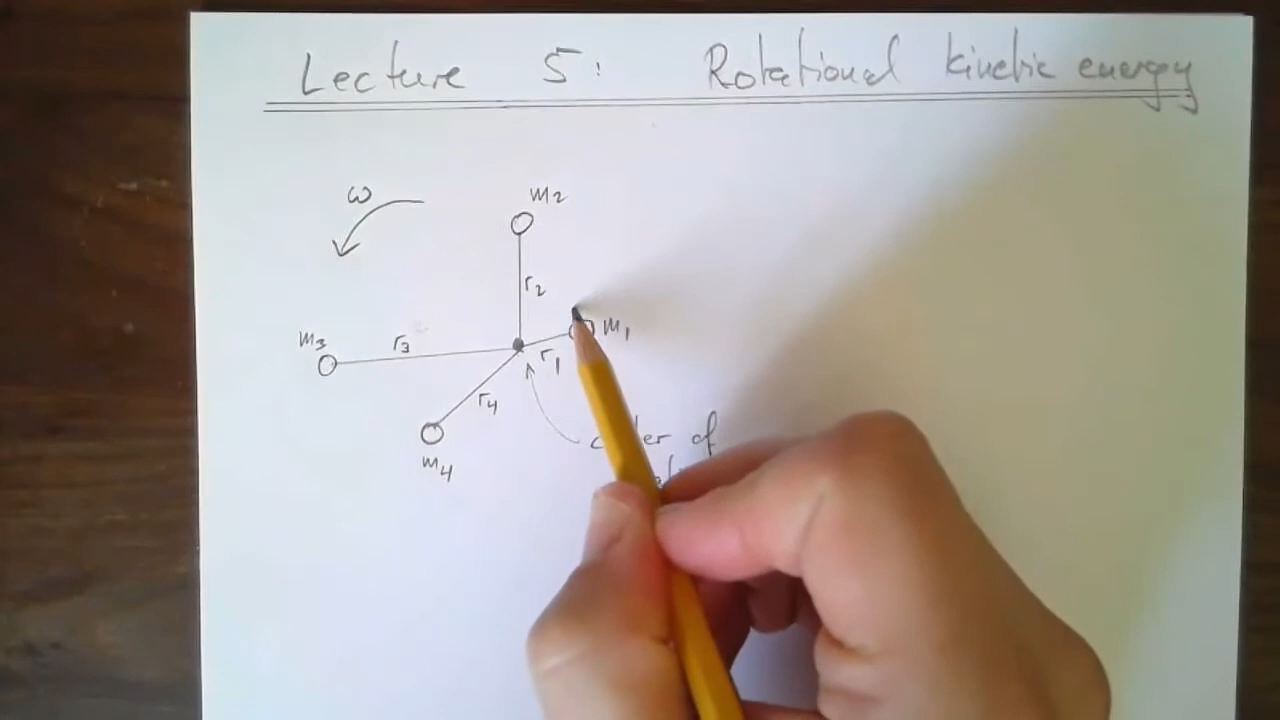 Lecture 5: Rotational kinetic energy
ω
m2
r2
m1
r1
m3
r3
r4
m4
of